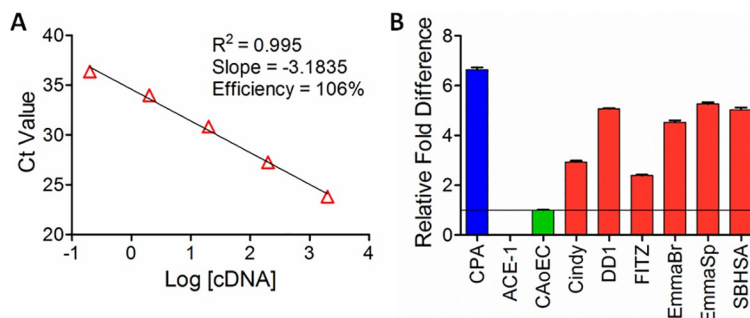 A
R² = 0.995
Slope = -3.1835
Efficiency = 106%
Ct Value
40
35
30
25
20
-1
0
1
2
3
4
Log [cDNA]
B
Relative Fold Difference
8
6
4
2
0
CPA
ACE-1
CAoEC
Cindy
DD1
FITZ
EmmaBr
EmmaSp
SBHSA